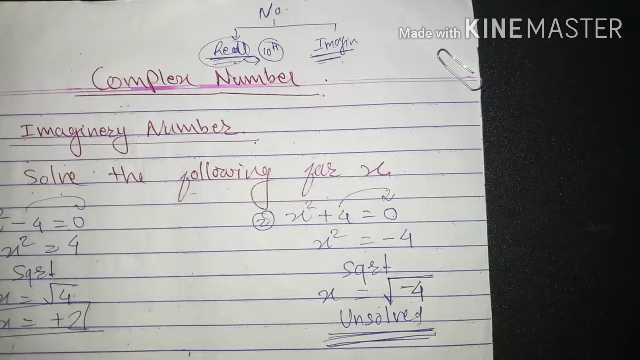 No.
Made with KINEMASTER
Real 10th Imagin
Complex Number
Imaginery Number
Solve the following for x
x² - 4 = 0
x² = 4
Sqrt
x = √4
x = +2
② x² + 4 = 0
x² = -4
Sqrt
x = √-4
Unsolved